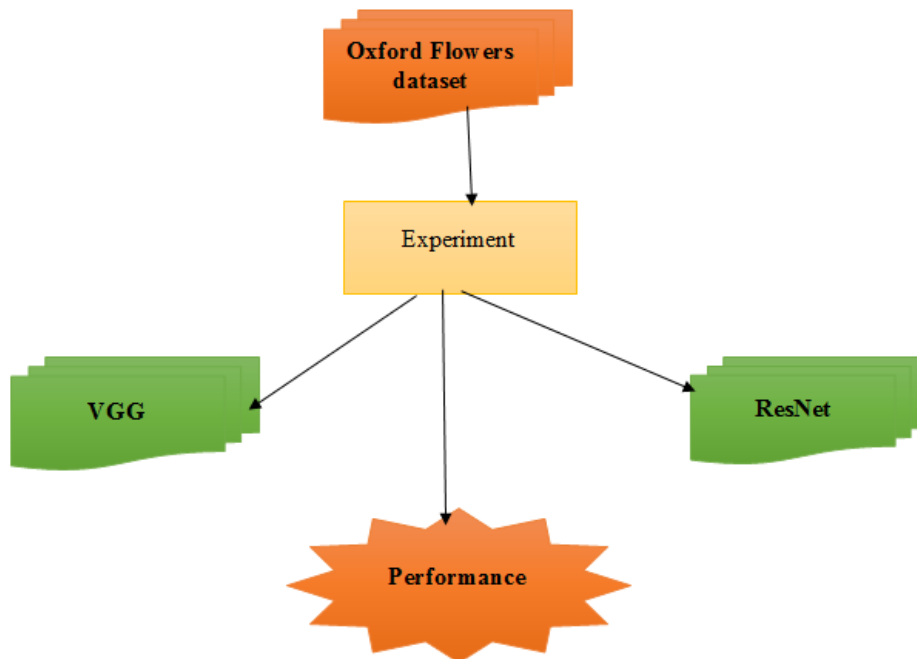 Oxford Flowers
dataset
Experiment
VGG
ResNet
Performance